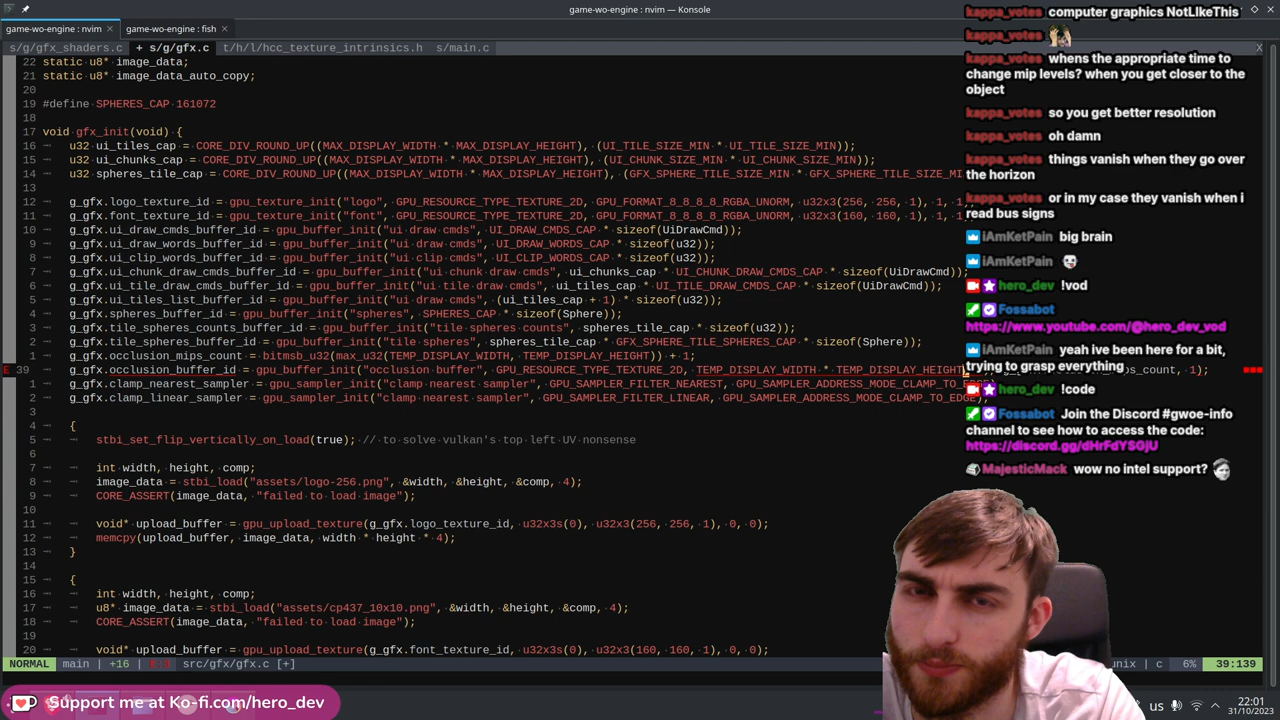 game-wo-engine : nvim — Konsole
game-wo-engine : nvim
game-wo-engine : fish
s/g/gfx_shaders.c + s/g/gfx.c t/h/l/hcc_texture_intrinsics.h s/main.c X
22 static u8* image_data;
21 static u8* image_data_auto_copy;
20
19 #define SPHERES_CAP 161072
18
17 void gfx_init(void) {
16 u32 ui_tiles_cap = CORE_DIV_ROUND_UP((MAX_DISPLAY_WIDTH * MAX_DISPLAY_HEIGHT), (UI_TILE_SIZE_MIN * UI_TILE_SIZE_MIN));
15 u32 ui_chunks_cap = CORE_DIV_ROUND_UP((MAX_DISPLAY_WIDTH * MAX_DISPLAY_HEIGHT), (UI_CHUNK_SIZE_MIN * UI_CHUNK_SIZE_MIN));
14 u32 spheres_tile_cap = CORE_DIV_ROUND_UP((MAX_DISPLAY_WIDTH * MAX_DISPLAY_HEIGHT), (GFX_SPHERE_TILE_SIZE_MIN * GFX_SPHERE_TILE_SIZE_MI
13
12 g_gfx.logo_texture_id = gpu_texture_init("logo", GPU_RESOURCE_TYPE_TEXTURE_2D, GPU_FORMAT_8_8_8_8_RGBA_UNORM, u32x3(256, 256, 1), 1, 1
11 g_gfx.font_texture_id = gpu_texture_init("font", GPU_RESOURCE_TYPE_TEXTURE_2D, GPU_FORMAT_8_8_8_8_RGBA_UNORM, u32x3(160, 160, 1), 1, 1
10 g_gfx.ui_draw_cmds_buffer_id = gpu_buffer_init("ui draw cmds", UI_DRAW_CMDS_CAP * sizeof(UiDrawCmd));
9 g_gfx.ui_draw_words_buffer_id = gpu_buffer_init("ui draw words", UI_DRAW_WORDS_CAP * sizeof(u32));
8 g_gfx.ui_clip_words_buffer_id = gpu_buffer_init("ui clip cmds", UI_CLIP_WORDS_CAP * sizeof(u32));
7 g_gfx.ui_chunk_draw_cmds_buffer_id = gpu_buffer_init("ui chunk draw cmds", ui_chunks_cap * UI_CHUNK_DRAW_CMDS_CAP * sizeof(UiDrawCmd));
6 g_gfx.ui_tile_draw_cmds_buffer_id = gpu_buffer_init("ui tile draw cmds", ui_tiles_cap * UI_TILE_DRAW_CMDS_CAP * sizeof(UiDrawCmd));
5 g_gfx.ui_tiles_line_buffer_id = gpu_buffer_init("ui draw cmds", (ui_tiles_cap + 1) * sizeof(u32));
4 g_gfx.spheres_buffer_id = gpu_buffer_init("spheres", SPHERES_CAP * sizeof(Sphere));
3 g_gfx.tile_spheres_counts_buffer_id = gpu_buffer_init("tile spheres counts", spheres_tile_cap * sizeof(u32));
2 g_gfx.tile_spheres_buffer_id = gpu_buffer_init("tile spheres", spheres_tile_cap * GFX_SPHERE_TILE_SPHERES_CAP * sizeof(Sphere));
1 g_gfx.occlusion_mips_count = bitmsb_u32(max_u32(TEMP_DISPLAY_WIDTH, TEMP_DISPLAY_HEIGHT)) + 1;
E 39 g_gfx.occlusion_buffer_id = gpu_buffer_init("occlusion buffer", GPU_RESOURCE_TYPE_TEXTURE_2D, TEMP_DISPLAY_WIDTH * TEMP_DISPLAY_HEIGHT, s_count, 1);
1 g_gfx.clamp_nearest_sampler = gpu_sampler_init("clamp nearest sampler", GPU_SAMPLER_FILTER_NEAREST, GPU_SAMPLER_ADDRESS_MODE_CLAMP_TO_EDGE);
2 g_gfx.clamp_linear_sampler = gpu_sampler_init("clamp nearest sampler", GPU_SAMPLER_FILTER_LINEAR, GPU_SAMPLER_ADDRESS_MODE_CLAMP_TO_EDGE);
3
4 {
5 stbi_set_flip_vertically_on_load(true); // to solve vulkan's top left UV nonsense
6
7 int width, height, comp;
8 image_data = stbi_load("assets/logo-256.png", &width, &height, &comp, 4);
9 CORE_ASSERT(image_data, "failed to load image");
10
11 void* upload_buffer = gpu_upload_texture(g_gfx.logo_texture_id, u32x3s(0), u32x3(256, 256, 1), 0, 0);
12 memcpy(upload_buffer, image_data, width * height * 4);
13 }
14
15 {
16 int width, height, comp;
17 u8* image_data = stbi_load("assets/cp437_10x10.png", &width, &height, &comp, 4);
18 CORE_ASSERT(image_data, "failed to load image");
19
20 void* upload_buffer = gpu_upload_texture(g_gfx.font_texture_id, u32x3s(0), u32x3(160, 160, 1), 0, 0);
NORMAL main | +16 | src/gfx/gfx.c [+] unix | c 6% 39:139
kappa_votes computer graphics NotLIkeThis
kappa_votes
kappa_votes whens the appropriate time to
change mip levels? when you get closer to the
object
kappa_votes so you get better resolution
kappa_votes oh damn
kappa_votes things vanish when they go over
the horizon
kappa_votes or in my case they vanish when i
read bus signs
iAmKetPain big brain
iAmKetPain
hero_dev !vod
Fossabot
https://www.youtube.com/@hero_dev_vod
iAmKetPain yeah ive been here for a bit,
trying to grasp everything
hero_dev !code
Fossabot Join the Discord #gwoe-info
channel to see how to access the code:
https://discord.gg/dHrFdYSGjU
MajesticMack wow no intel support?
Support me at Ko-fi.com/hero_dev
us
22:01
31/10/2023